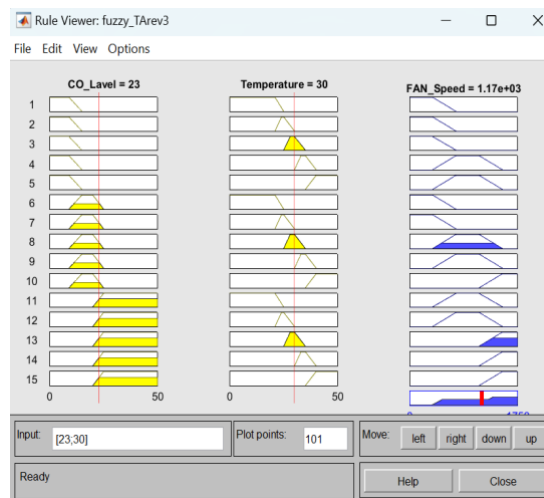 Rule Viewer: fuzzy_TArev3
File Edit View Options
CO_Lavel = 23 Temperature = 30 FAN_Speed = 1.17e+03
1
2
3
4
5
6
7
8
9
10
11
12
13
14
15
0 50 0 50
0 1750
Input: [23;30] Plot points: 101 Move: left right down up
Ready Help Close